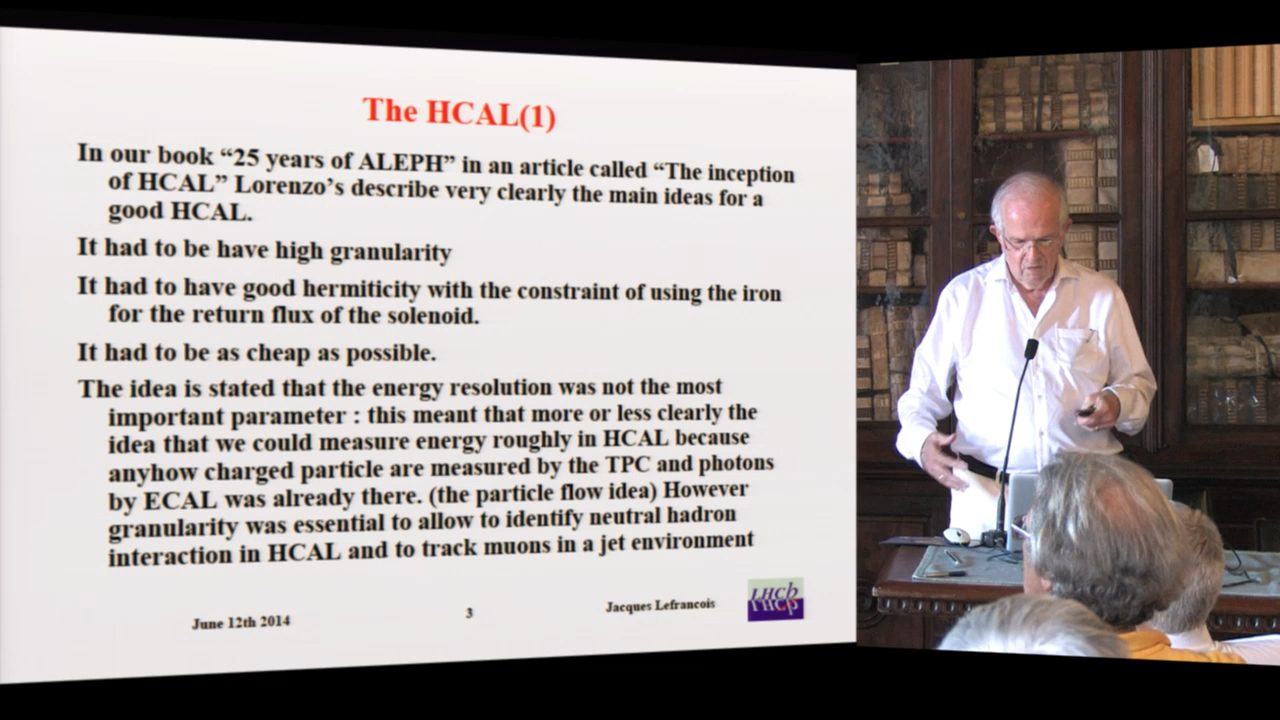 The HCAL(1)
In our book “25 years of ALEPH” in an article called “The inception
of HCAL” Lorenzo’s describe very clearly the main ideas for a
good HCAL.
It had to be have high granularity
It had to have good hermiticity with the constraint of using the iron
for the return flux of the solenoid.
It had to be as cheap as possible.
The idea is stated that the energy resolution was not the most
important parameter : this meant that more or less clearly the
idea that we could measure energy roughly in HCAL because
anyhow charged particle are measured by the TPC and photons
by ECAL was already there. (the particle flow idea) However
granularity was essential to allow to identify neutral hadron
interaction in HCAL and to track muons in a jet environment
June 12th 2014
3
Jacques Lefrancois
LHCb
LHCp